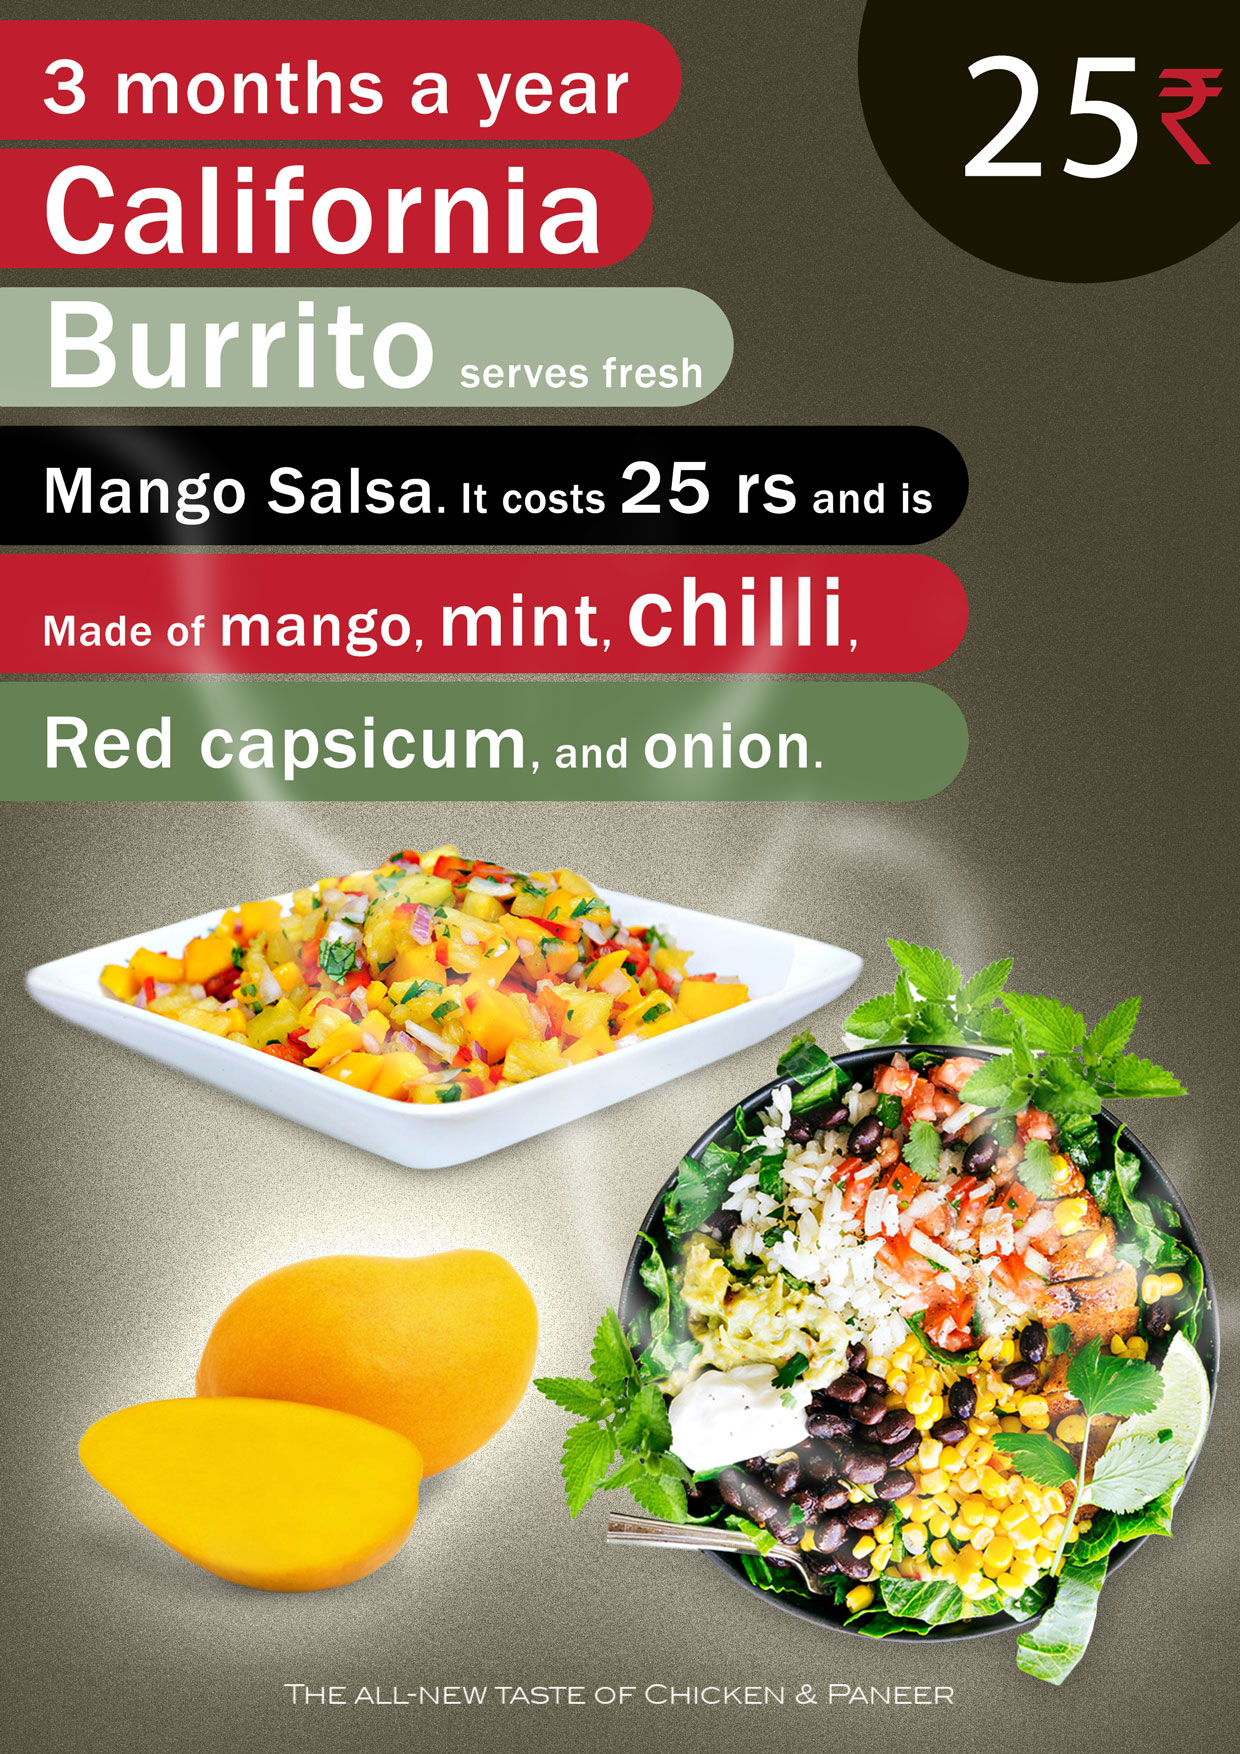 3 months a year
25₹
California
Burrito serves fresh
Mango Salsa. It costs 25 rs and is
Made of mango, mint, chilli,
Red capsicum, and onion.
The all-new taste of Chicken & Paneer